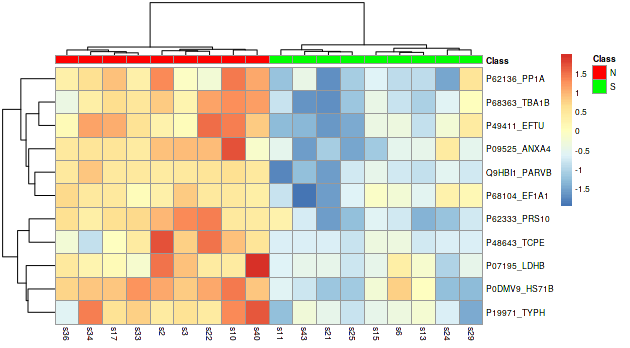 Class
P62136_PP1A
P68363_TBA1B
P49411_EFTU
P09525_ANXA4
Q9HBI1_PARVB
P68104_EF1A1
P62333_PRS10
P48643_TCPE
P07195_LDHB
P0DMV9_HS71B
P19971_TYPH
s36 s34 s17 s33 s2 s3 s22 s10 s40 s11 s43 s21 s25 s15 s6 s13 s24 s29
1.5
1
0.5
0
-0.5
-1
-1.5
Class
N
S